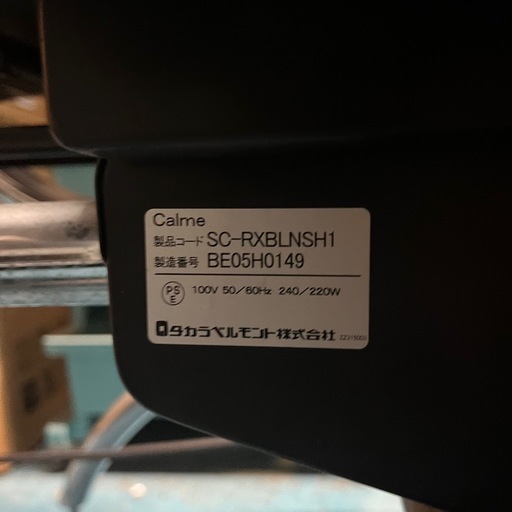 Calme
製品コード SC-RXBLNSH1
製造番号 BE05H0149
PSE 100V 50/60Hz 240/220W
タカラベルモント株式会社